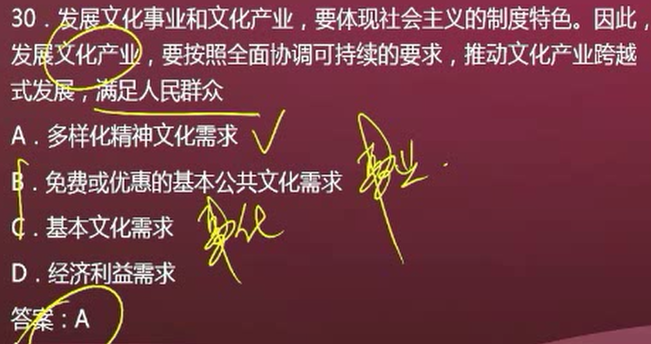 30．发展文化事业和文化产业，要体现社会主义的制度特色。因此，
发展文化产业，要按照全面协调可持续的要求，推动文化产业跨越
式发展，满足人民群众
A．多样化精神文化需求
B．免费或优惠的基本公共文化需求 事业
C．基本文化需求
D．经济利益需求
答案：A